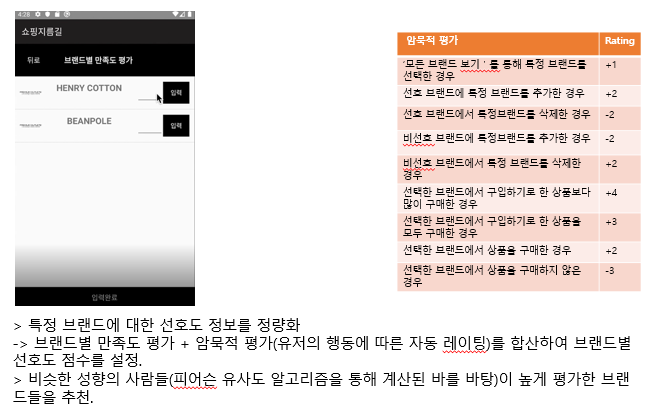 4:28
쇼핑지름길
뒤로 브랜드별 만족도 평가
HENRY COTTON
입력
BEANPOLE
입력
입력완료
암묵적 평가 Rating
'모든 브랜드 보기 ' 를 통해 특정 브랜드를
선택한 경우 +1
선호 브랜드에 특정 브랜드를 추가한 경우 +2
선호 브랜드에서 특정브랜드를 삭제한 경우 -2
비선호 브랜드에 특정브랜드를 추가한 경우 -2
비선호 브랜드에서 특정 브랜드를 삭제한
경우 +2
선택한 브랜드에서 구입하기로 한 상품보다
많이 구매한 경우 +4
선택한 브랜드에서 구입하기로 한 상품을
모두 구매한 경우 +3
선택한 브랜드에서 상품을 구매한 경우 +2
선택한 브랜드에서 상품을 구매하지 않은
경우 -3
> 특정 브랜드에 대한 선호도 정보를 정량화
-> 브랜드별 만족도 평가 + 암묵적 평가(유저의 행동에 따른 자동 레이팅)를 합산하여 브랜드별
선호도 점수를 설정.
> 비슷한 성향의 사람들(피어슨 유사도 알고리즘을 통해 계산된 바를 바탕)이 높게 평가한 브랜
드들을 추천.